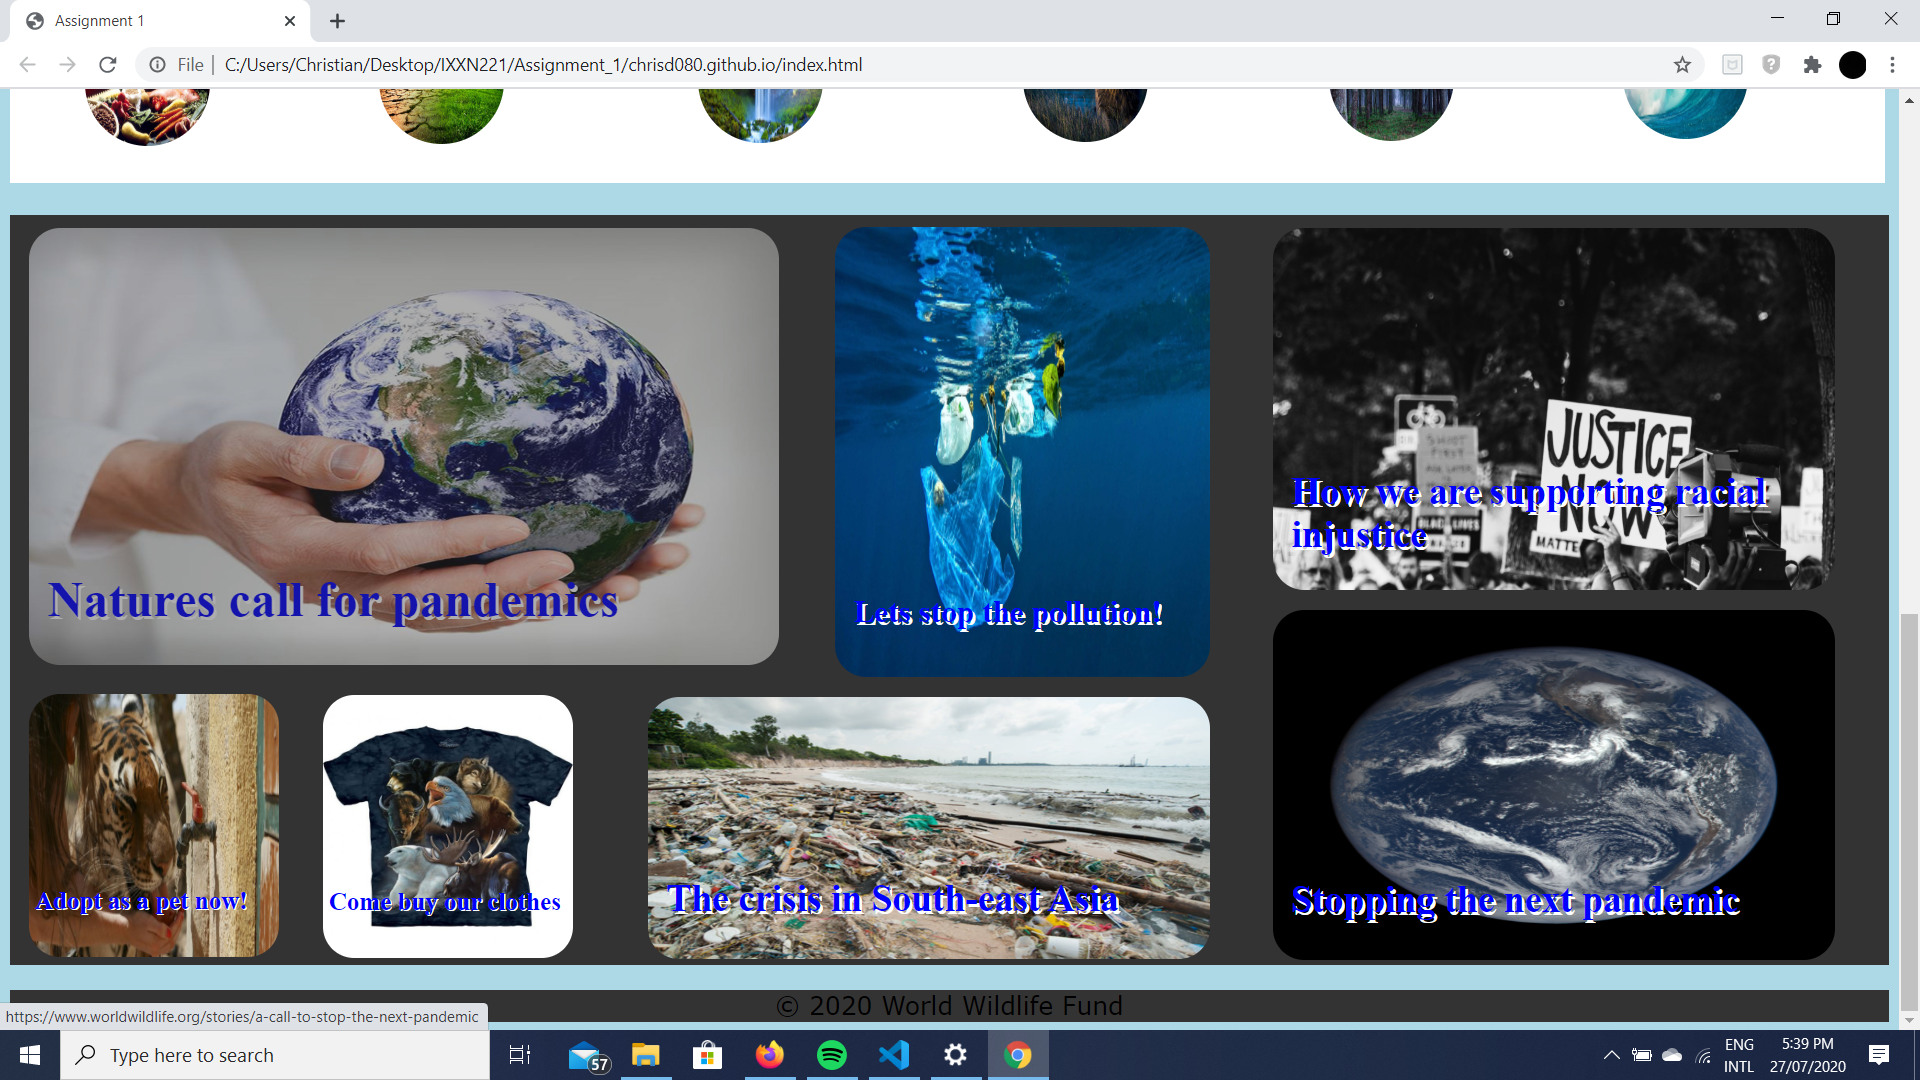 Assignment 1
File
C:/Users/Christian/Desktop/IXXN221/Assignment_1/chrisd080.github.io/index.html
JUSTICE
NOW
MATTE
How we are supporting racial
injustice
Natures call for pandemics
Lets stop the pollution!
Adopt as a pet now!
Come buy our clothes
The crisis in South-east Asia
Stopping the next pandemic
© 2020 World Wildlife Fund
https://www.worldwildlife.org/stories/a-call-to-stop-the-next-pandemic
Type here to search
57
ENG
INTL
5:39 PM
27/07/2020